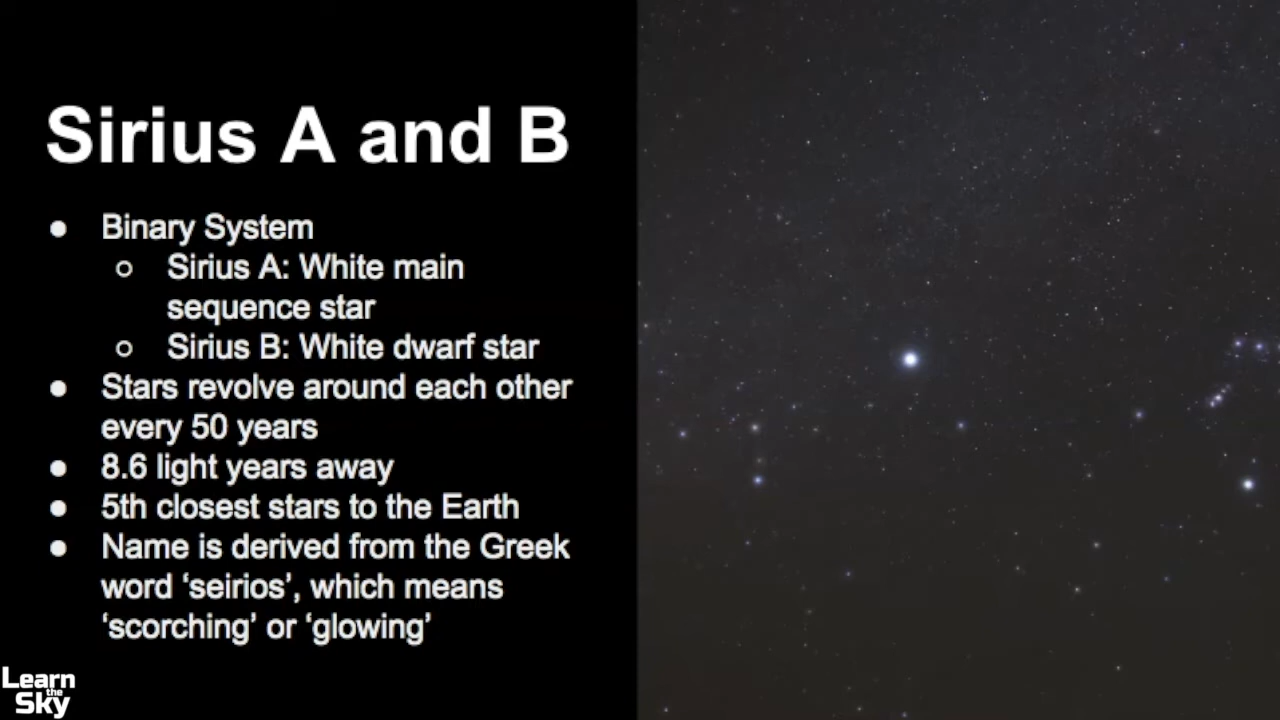 Sirius A and B
● Binary System
○ Sirius A: White main
sequence star
○ Sirius B: White dwarf star
● Stars revolve around each other
every 50 years
● 8.6 light years away
● 5th closest stars to the Earth
● Name is derived from the Greek
word ‘seirios’, which means
‘scorching’ or ‘glowing’
Learn
the
Sky